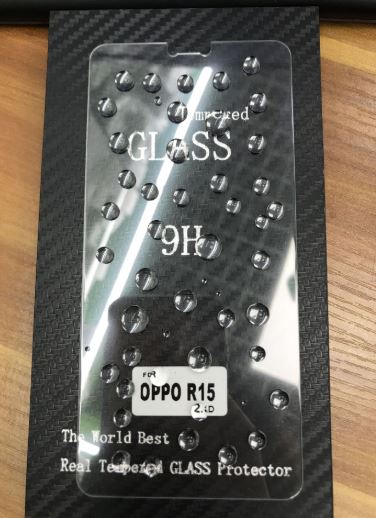 Tempered
GLASS
9H
FOR
OPPO R15
2.5D
The World Best
Real Tempered GLASS Protector